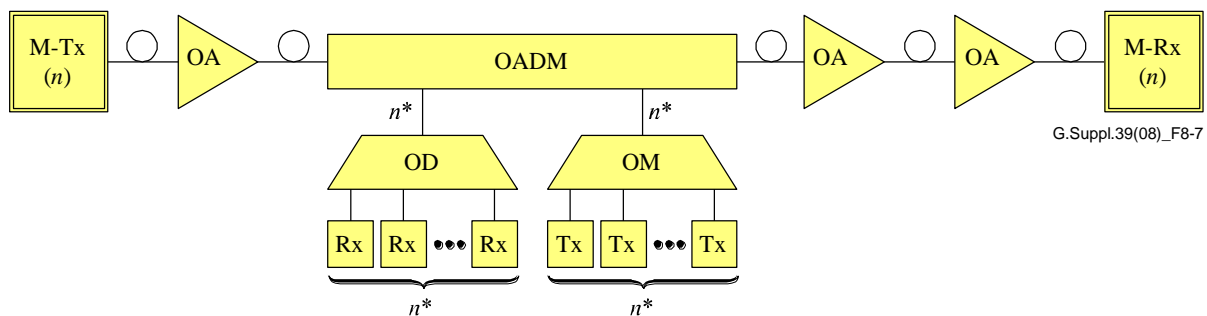 M-Tx
(n)
OA
OADM
OA
OA
M-Rx
(n)
G.Suppl.39(08)_F8-7
n*
n*
OD
OM
Rx
Rx
Rx
Tx
Tx
Tx
n*
n*